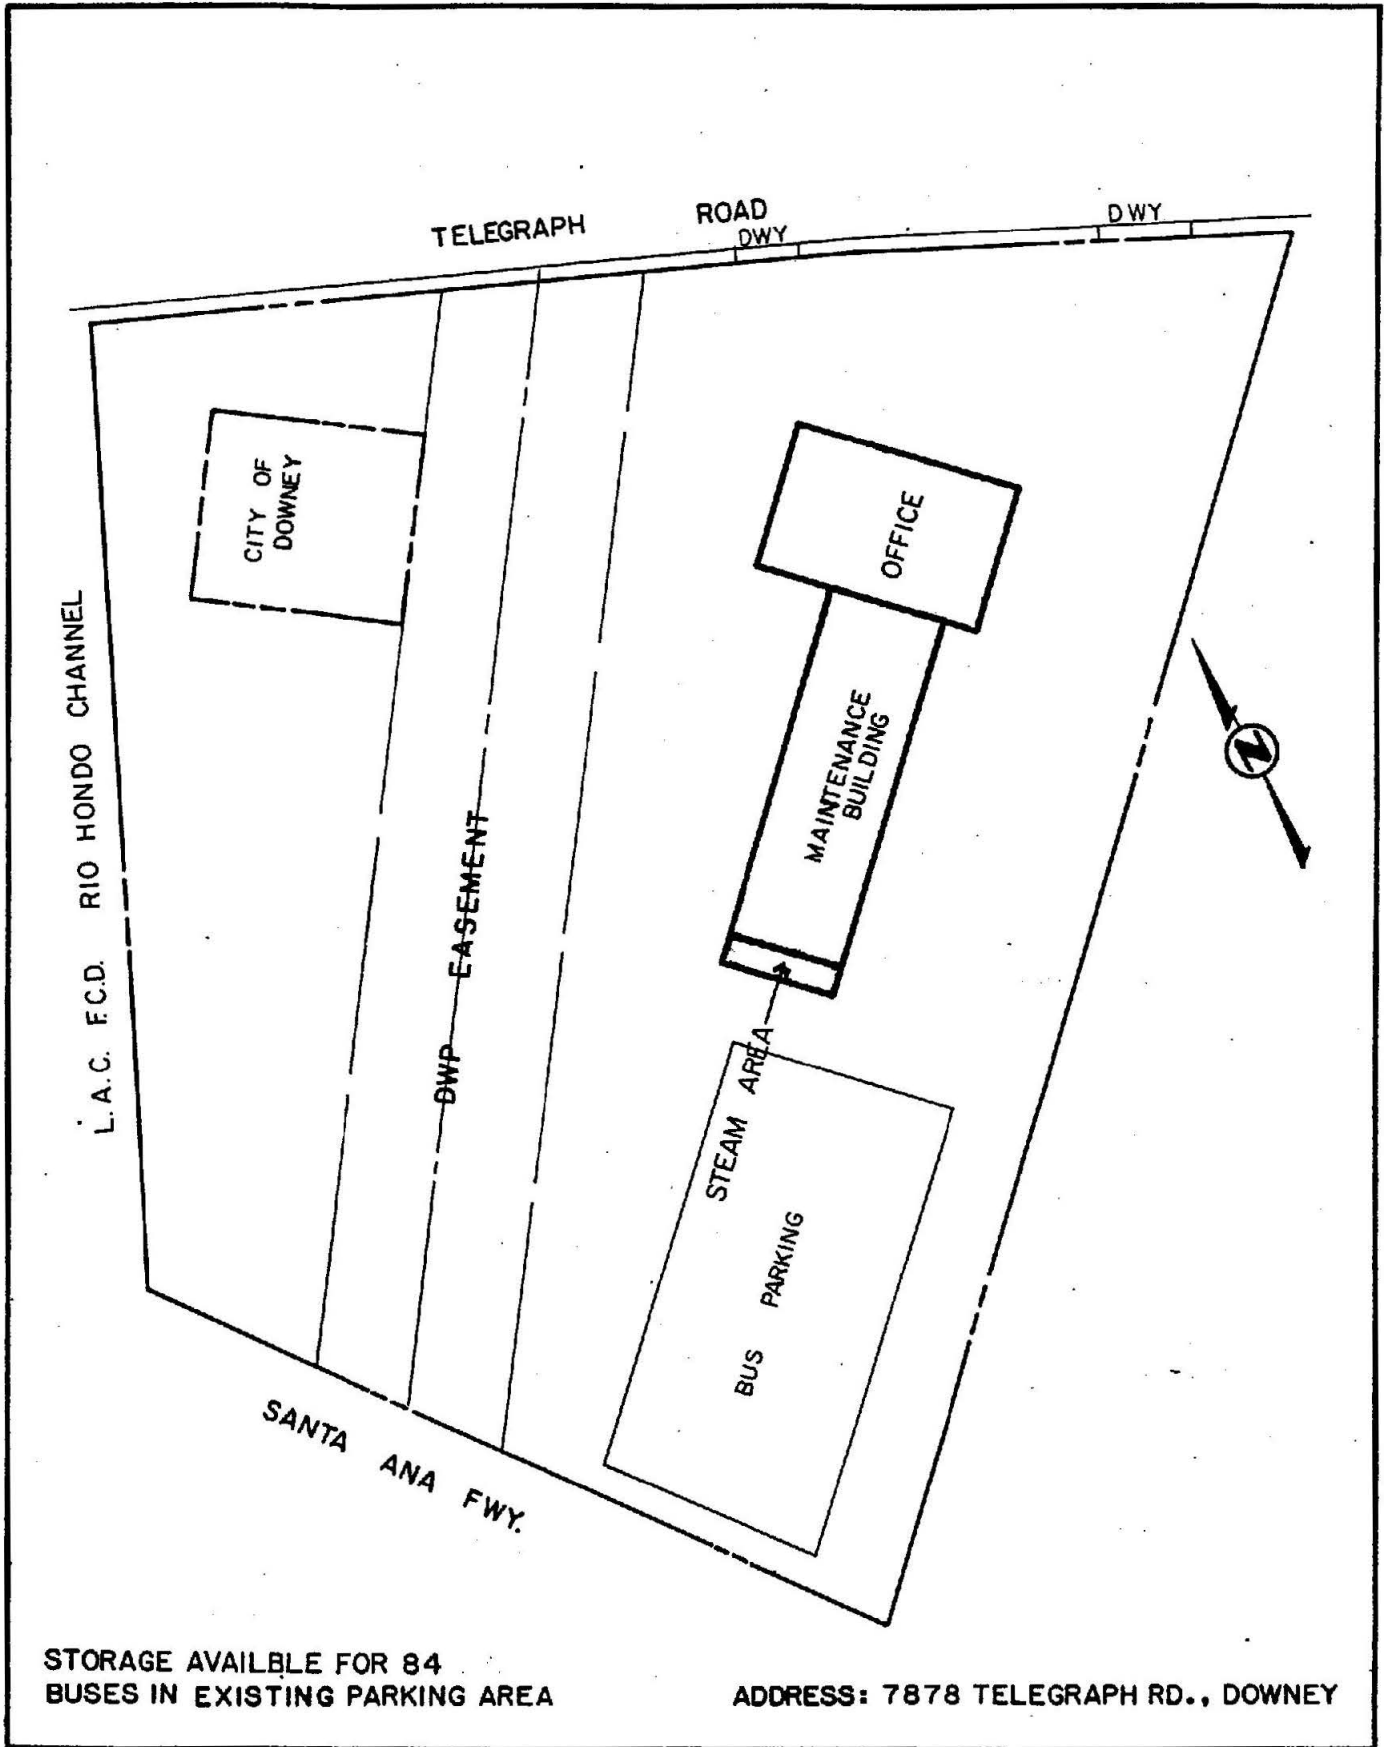 TELEGRAPH ROAD
DWY
DWY
CITY OF
DOWNEY
OFFICE
L.A.C. F.C.D. RIO HONDO CHANNEL
MAINTENANCE
BUILDING
N
DWP EASEMENT
STEAM AREA
BUS PARKING
SANTA ANA FWY.
STORAGE AVAILBLE FOR 84
BUSES IN EXISTING PARKING AREA
ADDRESS: 7878 TELEGRAPH RD., DOWNEY